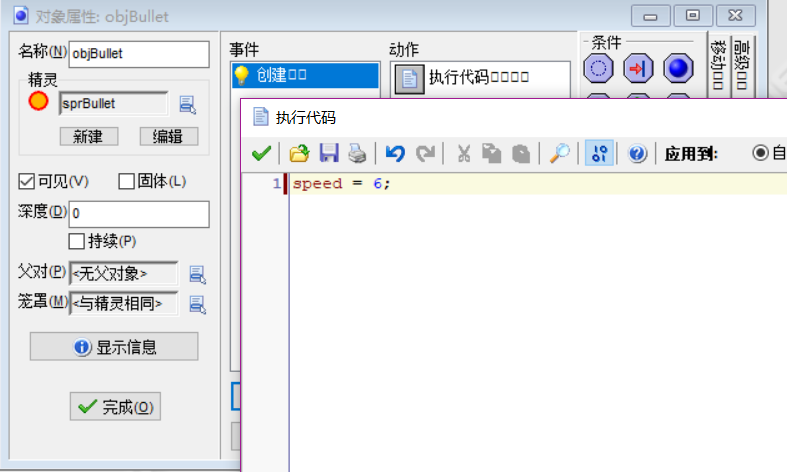 对象属性: objBullet
名称(N) objBullet
精灵
sprBullet
新建 编辑
可见(V) 固体(L)
深度(D) 0
持续(P)
父对(P) <无父对象>
笼罩(M) <与精灵相同>
显示信息
完成(O)
事件
创建□□
动作
执行代码□□□□
条件
移动□□
高级□□
执行代码
应用到: 自
1 speed = 6;